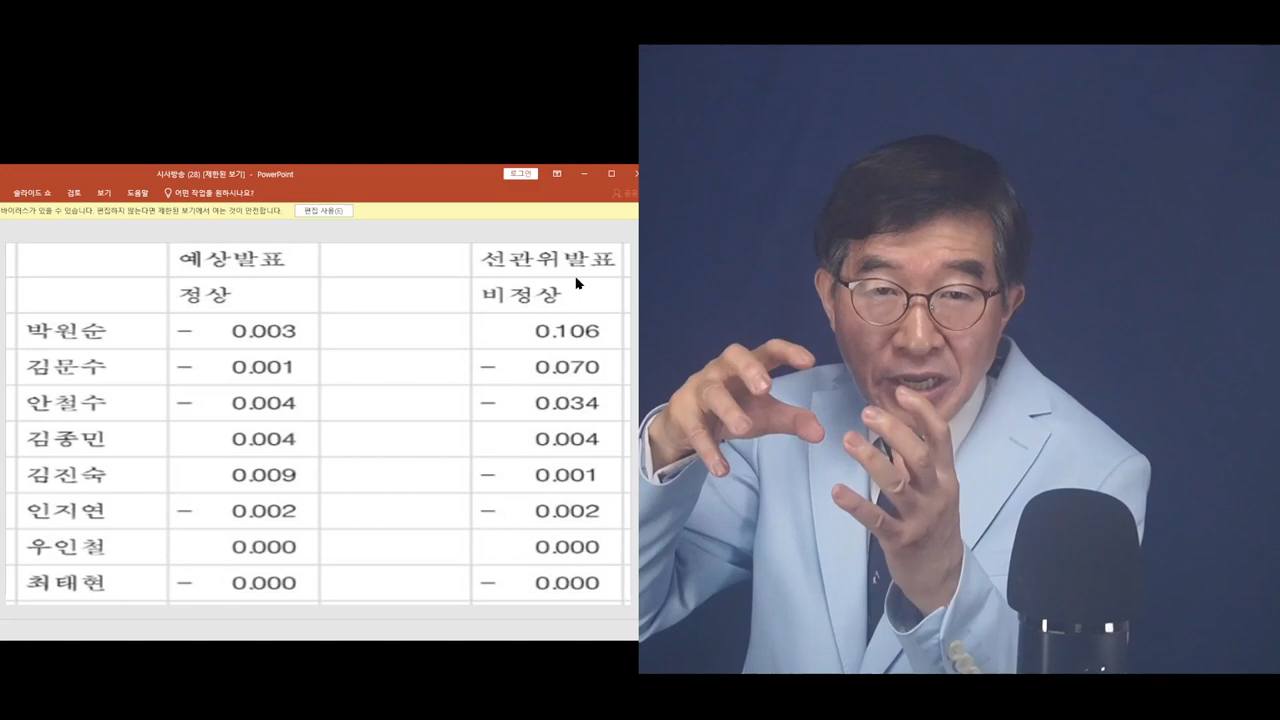 시사방송 (28) [제한된 보기] - PowerPoint 로그인
슬라이드 쇼 검토 보기 도움말 어떤 작업을 원하시나요?
바이러스가 있을 수 있습니다. 편집하지 않는다면 제한된 보기에서 여는 것이 안전합니다. 편집 사용(E)
예상발표 선관위발표
정상 비정상
박원순 - 0.003 0.106
김문수 - 0.001 - 0.070
안철수 - 0.004 - 0.034
김종민 0.004 0.004
김진숙 0.009 - 0.001
인지연 - 0.002 - 0.002
우인철 0.000 0.000
최태현 - 0.000 - 0.000